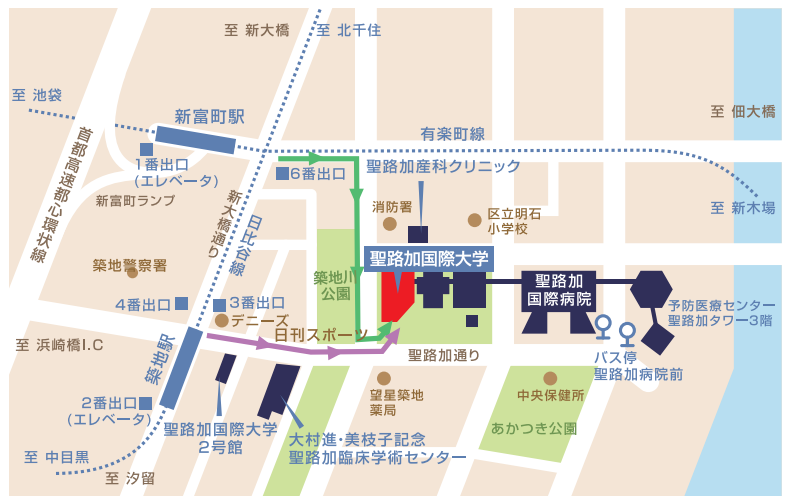 至 新大橋
至 北千住
至 池袋
新富町駅
至 佃大橋
有楽町線
首都高速都心環状線
1番出口
(エレベータ)
6番出口
聖路加産科クリニック
新富町ランプ
新大橋通り
日比谷線
消防署
区立明石
小学校
至 新木場
聖路加国際大学
築地警察署
築地川
公園
聖路加
国際病院
4番出口
3番出口
デニーズ
日刊スポーツ
予防医療センター
聖路加タワー3階
至 浜崎橋I.C
築地駅
聖路加通り
バス停
聖路加病院前
2番出口
(エレベータ)
望星築地
薬局
中央保健所
聖路加国際大学
2号館
大村進・美枝子記念
聖路加臨床学術センター
あかつき公園
至 中目黒
至 汐留